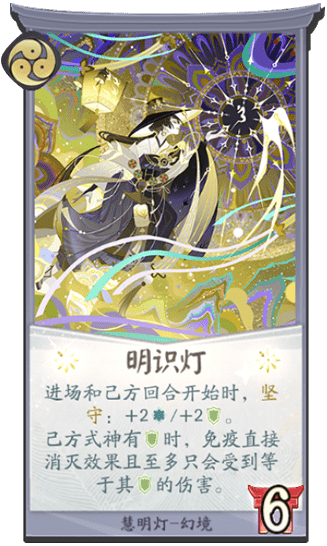 明识灯
进场和己方回合开始时，坚
守：+2/+2。
己方式神有时，免疫直接
消灭效果且至多只会受到等
于其的伤害。
6
慧明灯-幻境